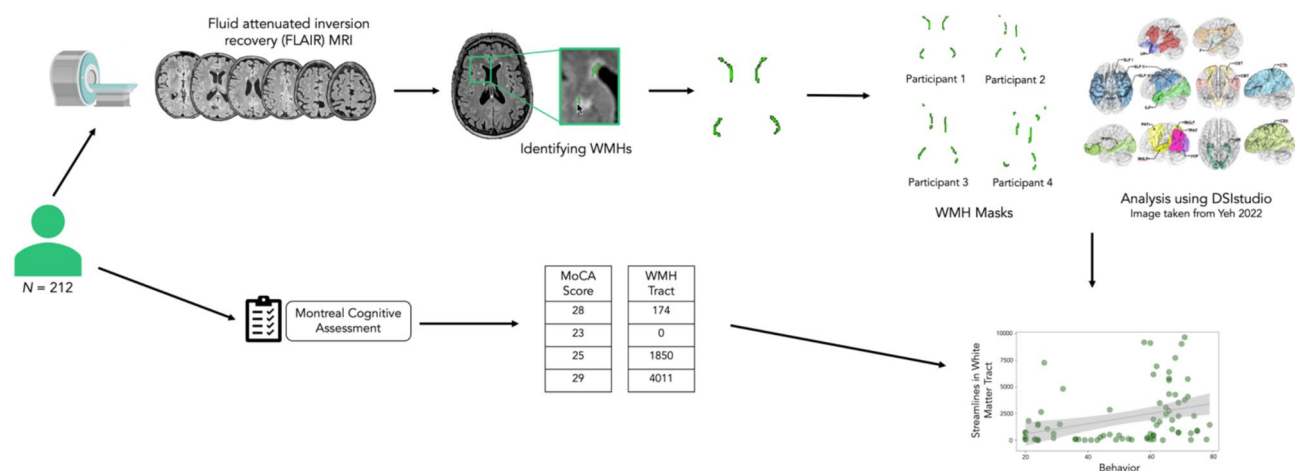 Fluid attenuated inversion
recovery (FLAIR) MRI
Identifying WMHs
Participant 1
Participant 2
Participant 3
Participant 4
WMH Masks
Analysis using DSIstudio
Image taken from Yeh 2022
N = 212
Montreal Cognitive
Assessment
MoCA
Score
WMH
Tract
28
174
23
0
25
1850
29
4011
Streamlines in White
Matter Tract
10000
7500
5000
2500
0
20
40
60
80
Behavior